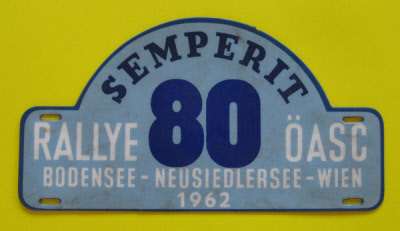 SEMPERIT
RALLYE 80 ÖASC
BODENSEE - NEUSIEDLERSEE - WIEN
1962